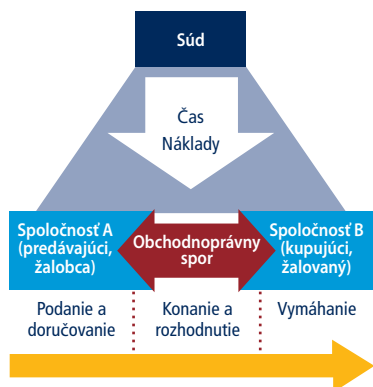 Súd
Čas
Náklady
Spoločnosť A
(predávajúci,
žalobca)
Obchodnoprávny
spor
Spoločnosť B
(kupujúci,
žalovaný)
Podanie a
doručovanie
Konanie a
rozhodnutie
Vymáhanie